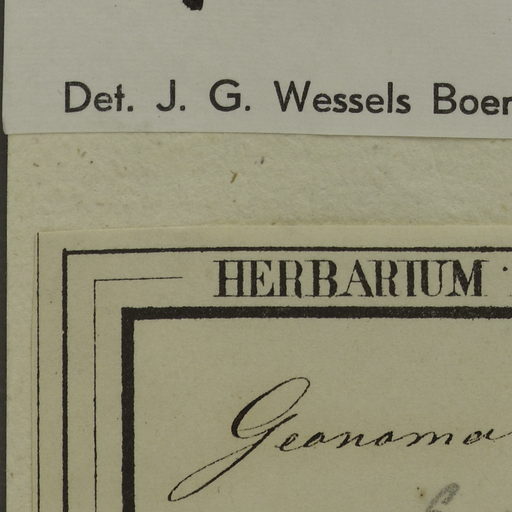 Det. J. G. Wessels Boer
HERBARIUM
Geonoma